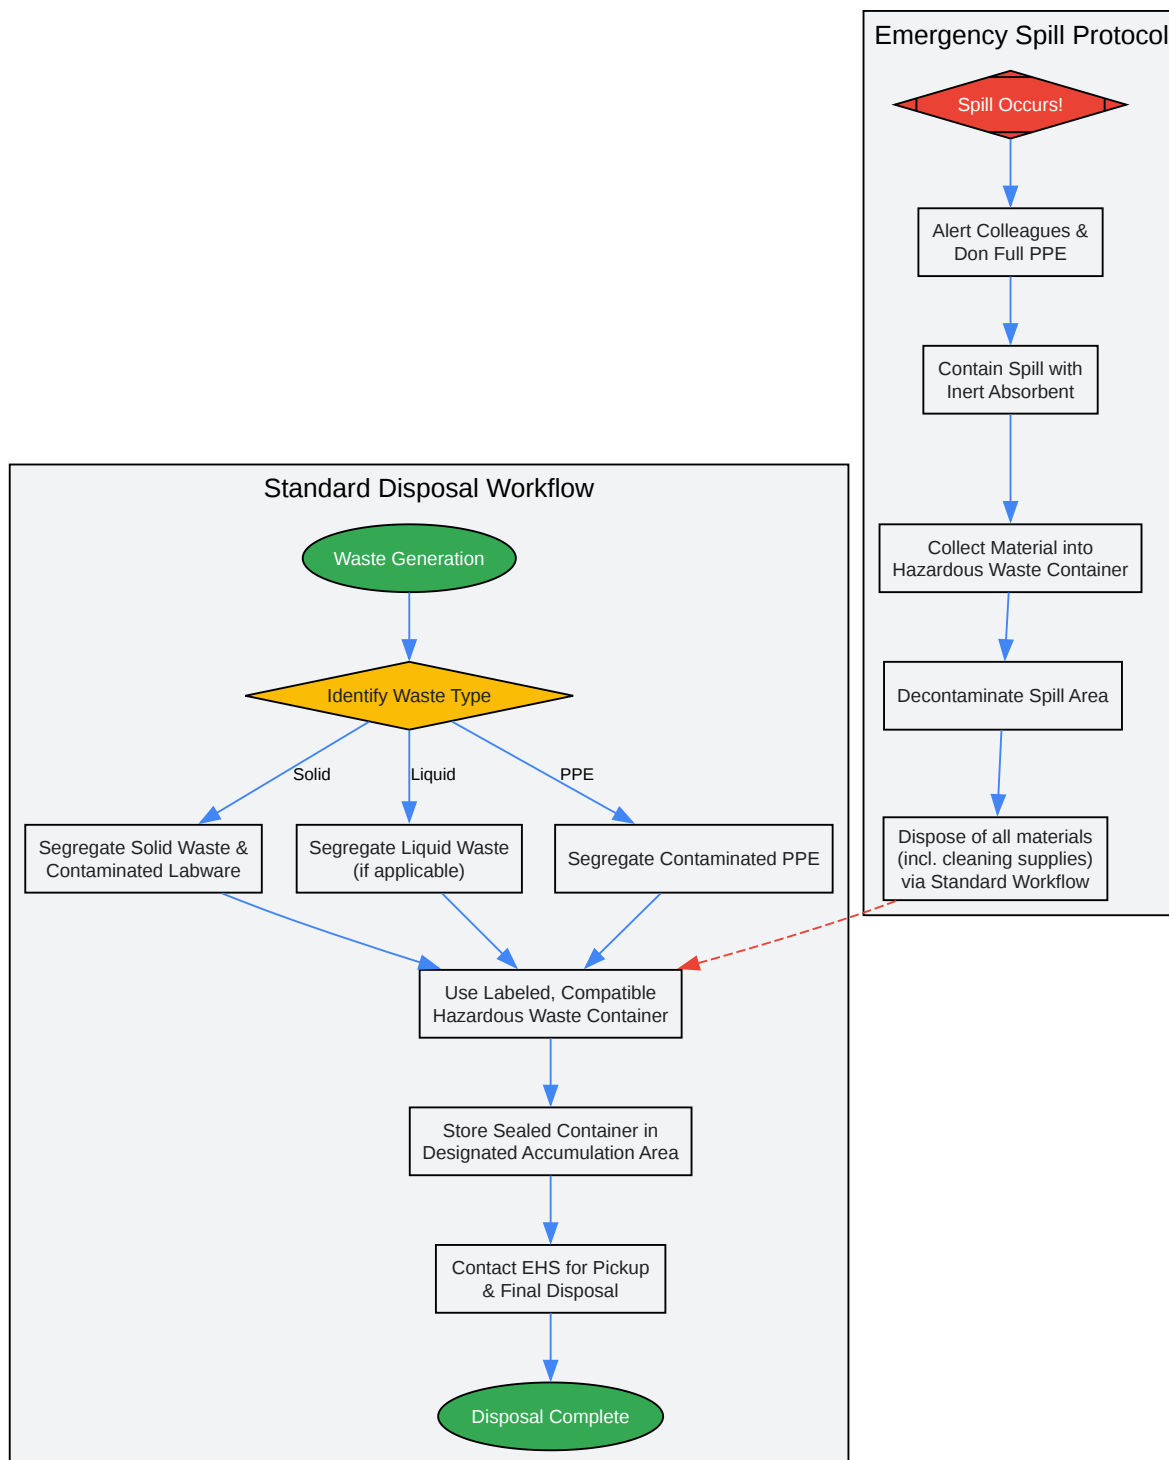 Emergency Spill Protocol
Spill Occurs!
Alert Colleagues &
Don Full PPE
Contain Spill with
Inert Absorbent
Collect Material into
Hazardous Waste Container
Decontaminate Spill Area
Dispose of all materials
(incl. cleaning supplies)
via Standard Workflow
Standard Disposal Workflow
Waste Generation
Identify Waste Type
Solid
Liquid
PPE
Segregate Solid Waste &
Contaminated Labware
Segregate Liquid Waste
(if applicable)
Segregate Contaminated PPE
Use Labeled, Compatible
Hazardous Waste Container
Store Sealed Container in
Designated Accumulation Area
Contact EHS for Pickup
& Final Disposal
Disposal Complete